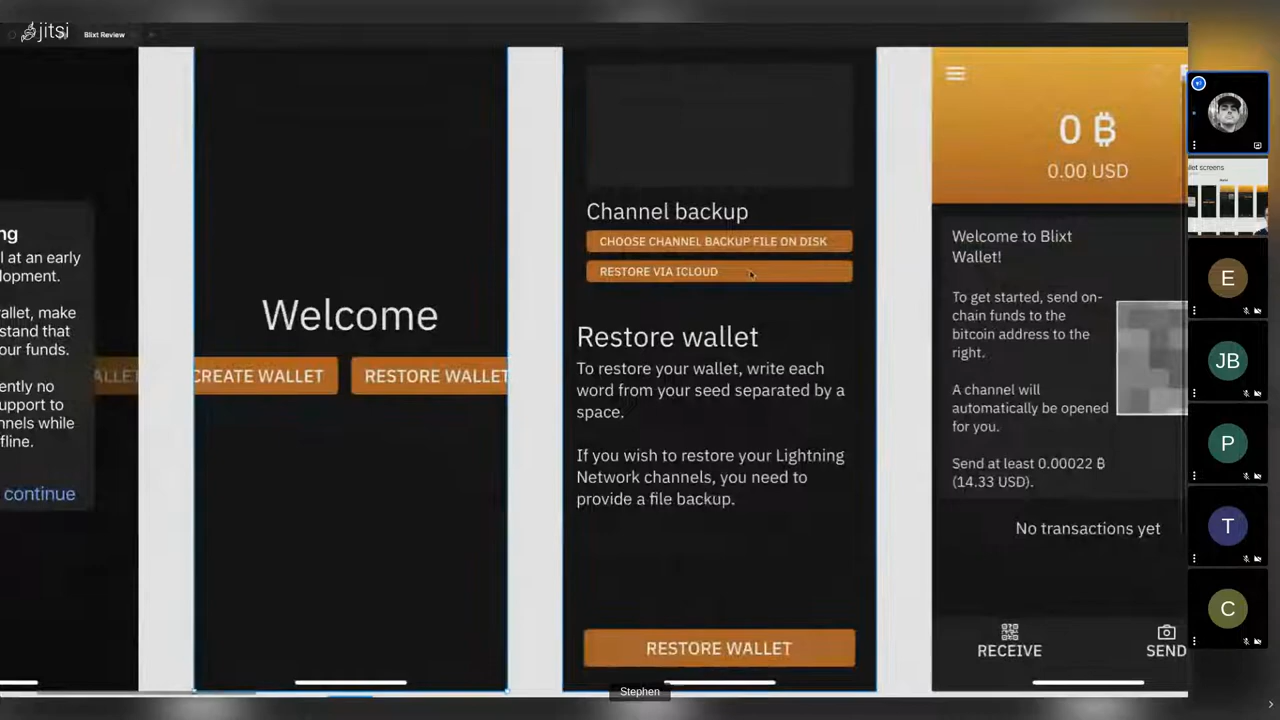 jitsi
Blixt Review
ng
l at an early
lopment.
allet, make
stand that
our funds.
ently no
upport to
nnels while
fline.
continue
ALLET
Welcome
CREATE WALLET
RESTORE WALLET
Channel backup
CHOOSE CHANNEL BACKUP FILE ON DISK
RESTORE VIA ICLOUD
Restore wallet
To restore your wallet, write each
word from your seed separated by a
space.
If you wish to restore your Lightning
Network channels, you need to
provide a file backup.
RESTORE WALLET
0 ₿
0.00 USD
Welcome to Blixt
Wallet!
To get started, send on-
chain funds to the
bitcoin address to the
right.
A channel will
automatically be opened
for you.
Send at least 0.00022 ₿
(14.33 USD).
No transactions yet
RECEIVE
SEND
llet screens
E
JB
P
T
C
Stephen